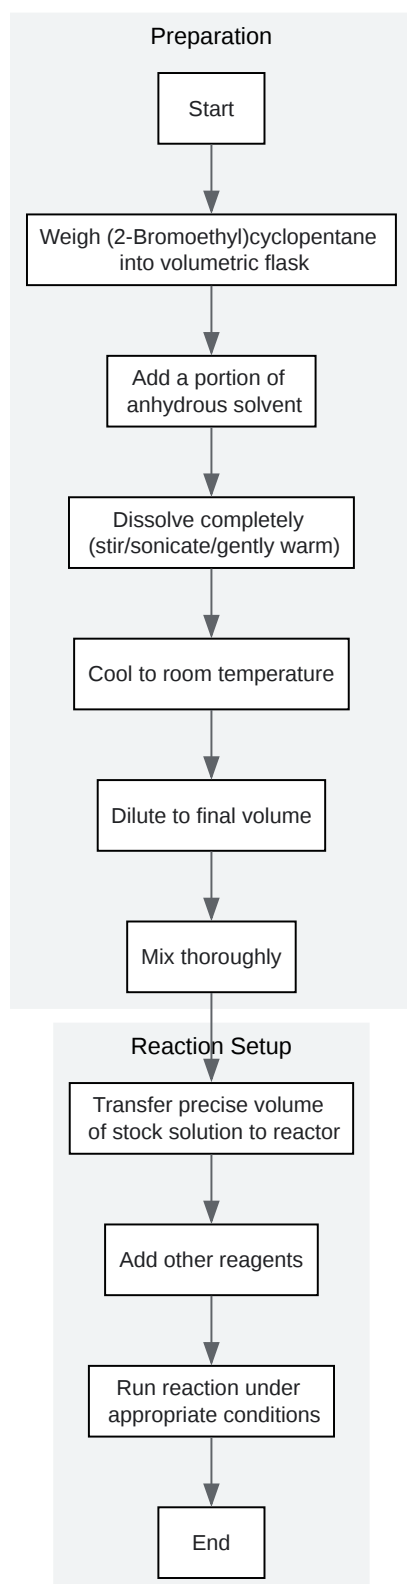 Preparation
Start
Weigh (2-Bromoethyl)cyclopentane
into volumetric flask
Add a portion of
anhydrous solvent
Dissolve completely
(stir/sonicate/gently warm)
Cool to room temperature
Dilute to final volume
Mix thoroughly
Reaction Setup
Transfer precise volume
of stock solution to reactor
Add other reagents
Run reaction under
appropriate conditions
End